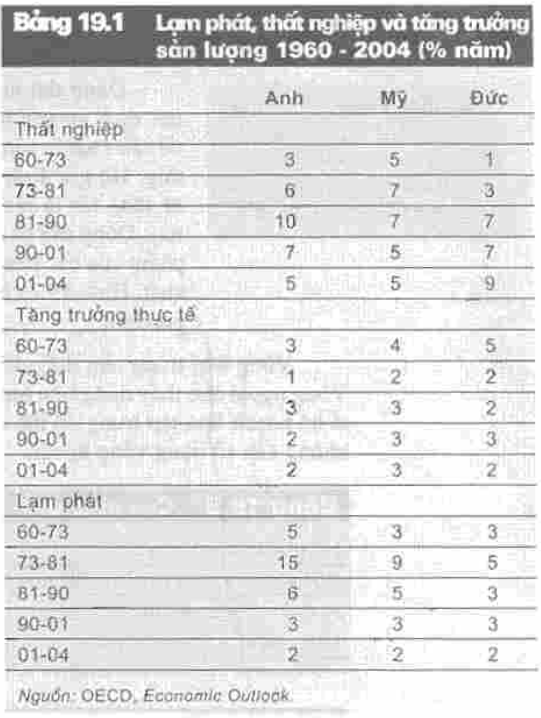 Bảng 19.1 Lạm phát, thất nghiệp và tăng trưởng
sản lượng 1960 - 2004 (% năm)
Anh Mỹ Đức
Thất nghiệp
60-73 3 5 1
73-81 6 7 3
81-90 10 7 7
90-01 7 5 7
01-04 5 5 9
Tăng trưởng thực tế
60-73 3 4 5
73-81 1 2 2
81-90 3 3 2
90-01 2 3 3
01-04 2 3 2
Lạm phát
60-73 5 3 3
73-81 15 9 5
81-90 6 5 3
90-01 3 3 3
01-04 2 2 2
Nguồn: OECD, Economic Outlook.